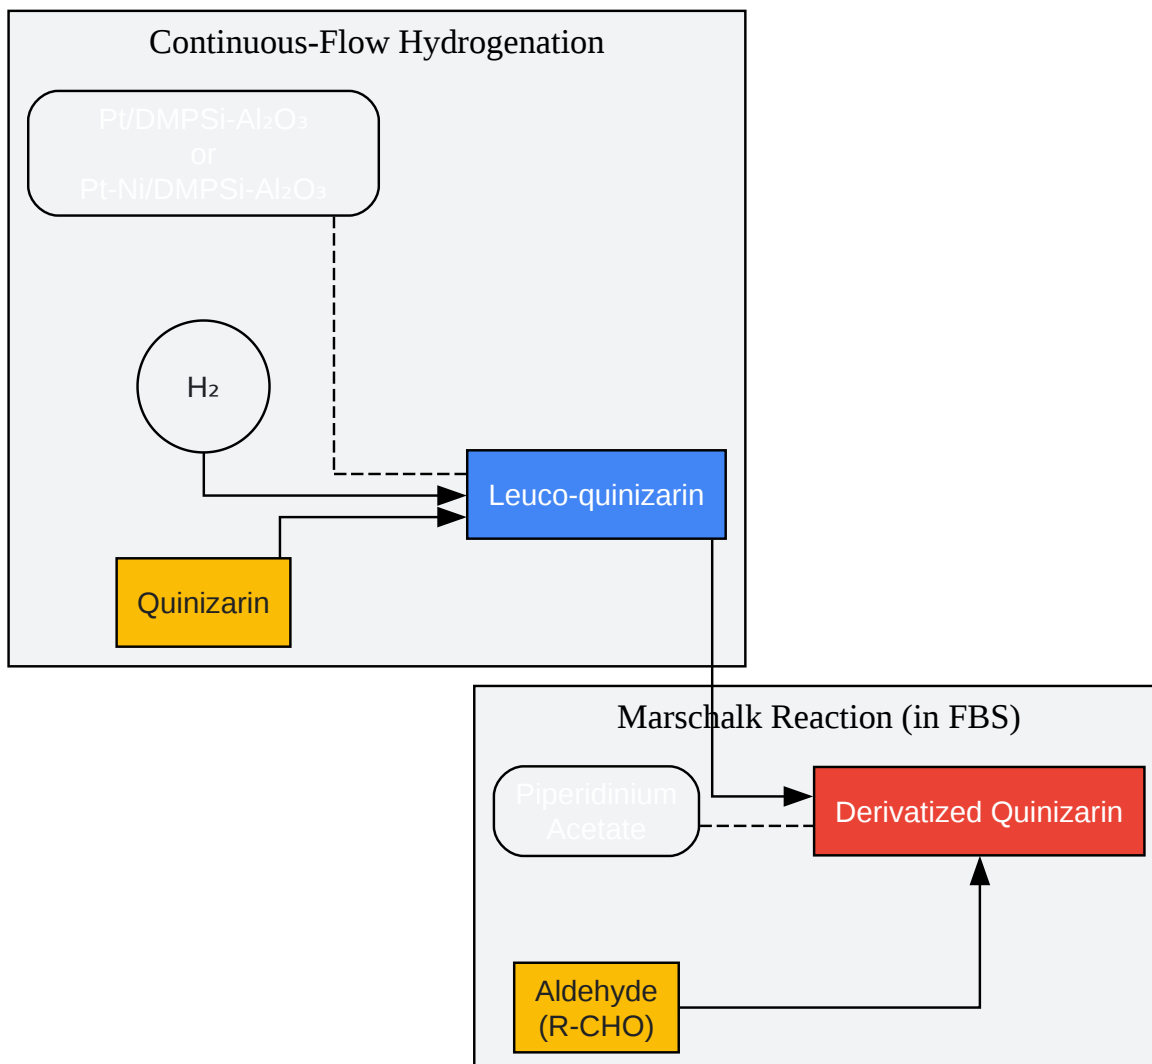 Continuous-Flow Hydrogenation
Pt/DMPSi-Al₂O₃
or
Pt-Ni/DMPSi-Al₂O₃
H₂
Leuco-quinizarin
Quinizarin
Marschalk Reaction (in FBS)
Piperidinium
Acetate
Derivatized Quinizarin
Aldehyde
(R-CHO)